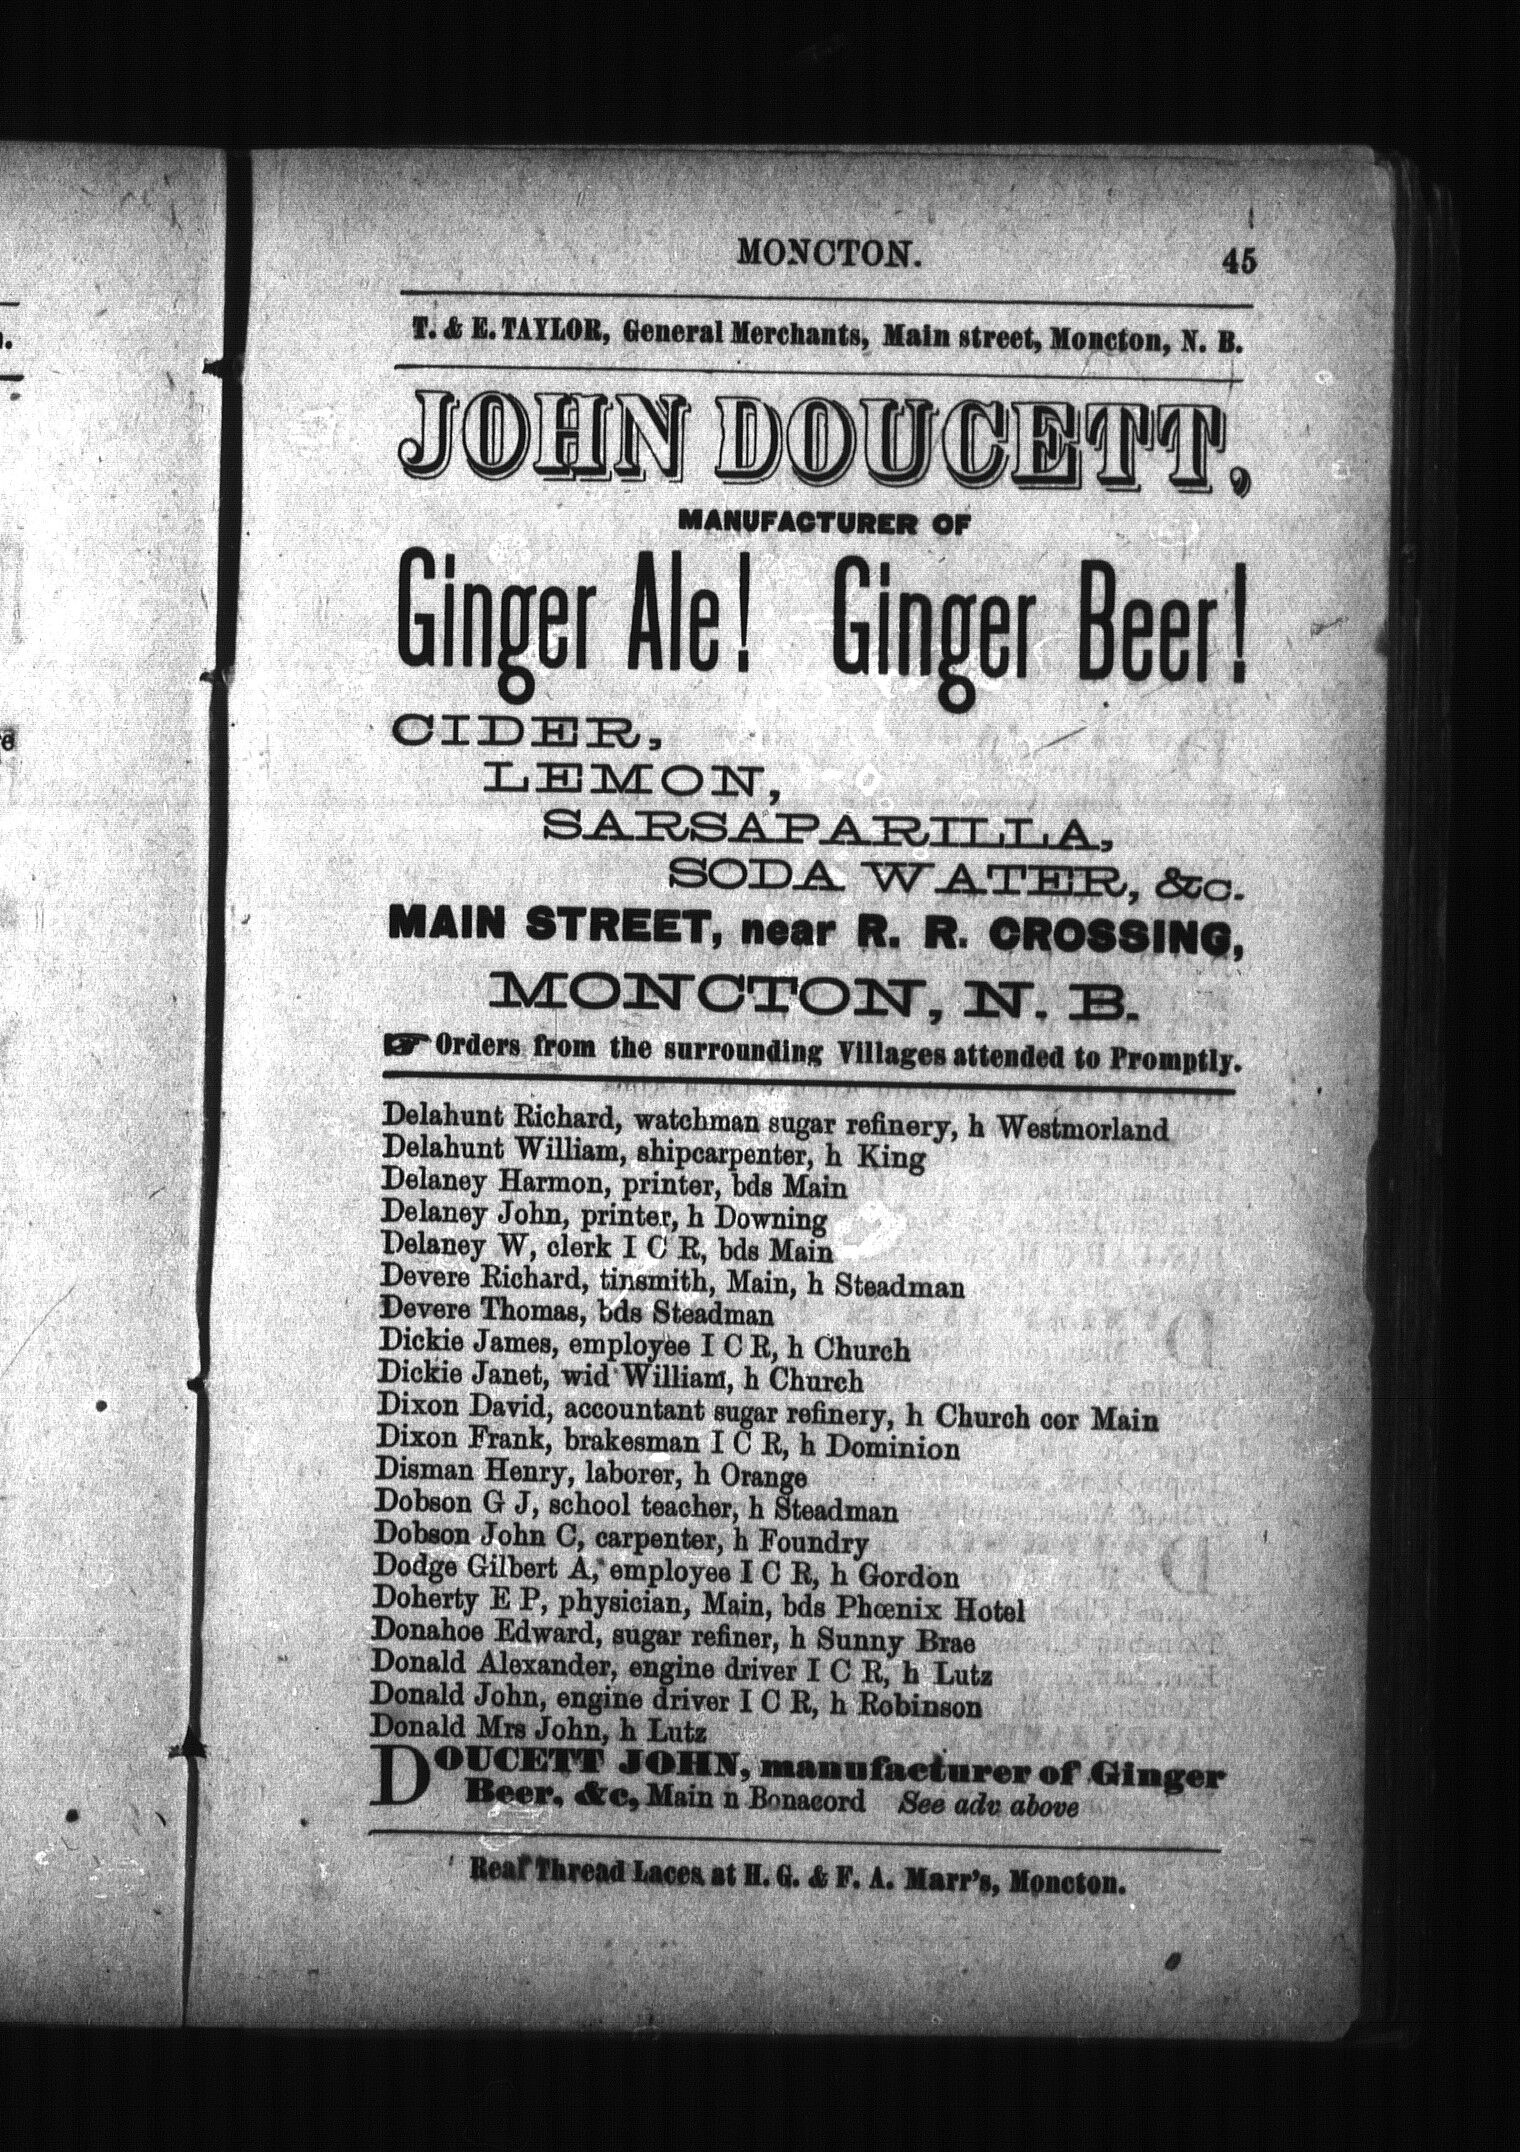 MONCTON. 45
T. & E. TAYLOR, General Merchants, Main street, Moncton, N. B.
JOHN DOUCETT,
MANUFACTURER OF
Ginger Ale! Ginger Beer!
CIDER,
LEMON,
SARSAPARILLA,
SODA WATER, &c.
MAIN STREET, near R. R. CROSSING,
MONCTON, N. B.
☞ Orders from the surrounding Villages attended to Promptly.
Delahunt Richard, watchman sugar refinery, h Westmorland
Delahunt William, shipcarpenter, h King
Delaney Harmon, printer, bds Main
Delaney John, printer, h Downing
Delaney W, clerk I C R, bds Main
Devere Richard, tinsmith, Main, h Steadman
Devere Thomas, bds Steadman
Dickie James, employee I C R, h Church
Dickie Janet, wid William, h Church
Dixon David, accountant sugar refinery, h Church cor Main
Dixon Frank, brakesman I C R, h Dominion
Disman Henry, laborer, h Orange
Dobson G J, school teacher, h Steadman
Dobson John C, carpenter, h Foundry
Dodge Gilbert A, employee I C R, h Gordon
Doherty E P, physician, Main, bds Phœnix Hotel
Donahoe Edward, sugar refiner, h Sunny Brae
Donald Alexander, engine driver I C R, h Lutz
Donald John, engine driver I C R, h Robinson
Donald Mrs John, h Lutz
DOUCETT JOHN, manufacturer of Ginger
Beer, &c, Main n Bonacord See adv above
Real Thread Laces at H. G. & F. A. Marr's, Moncton.